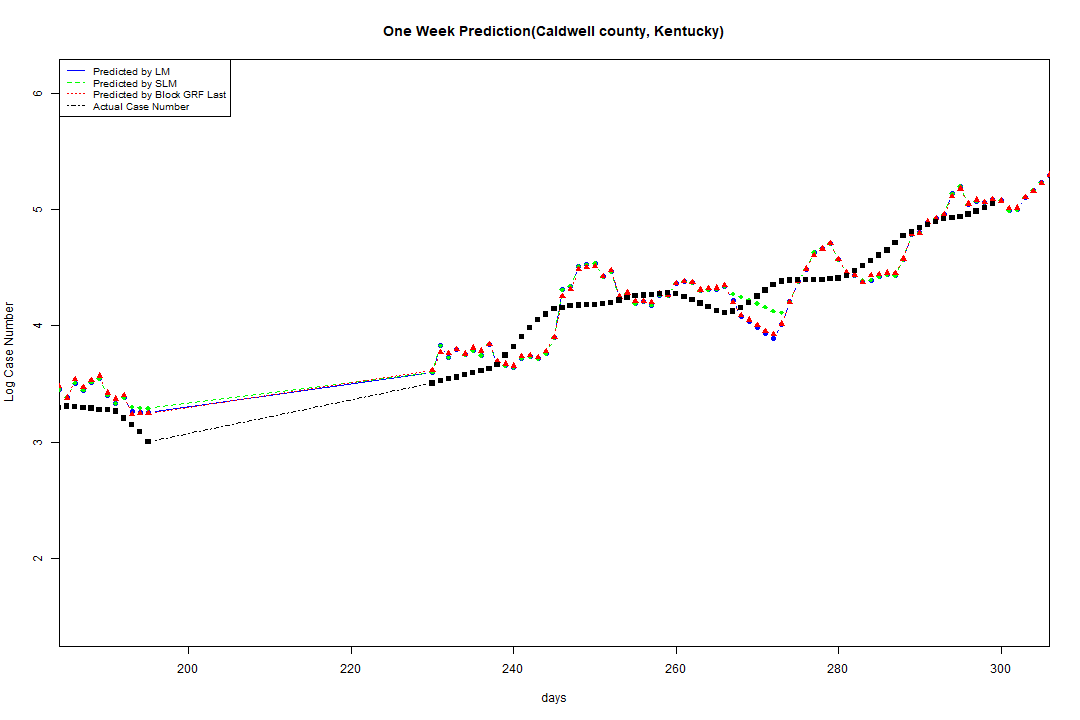 One Week Prediction(Caldwell county, Kentucky)
Predicted by LM
Predicted by SLM
Predicted by Block GRF Last
Actual Case Number
6
5
4
3
2
Log Case Number
200 220 240 260 280 300
days